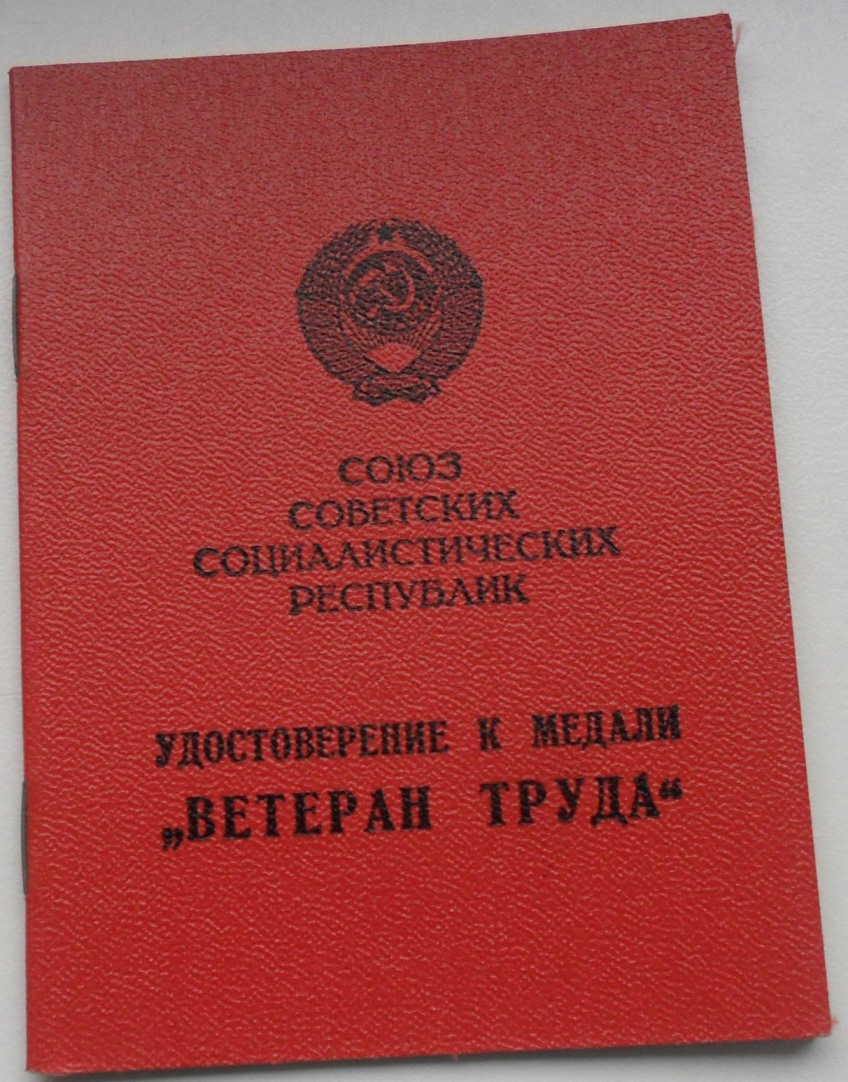 СОЮЗ
СОВЕТСКИХ
СОЦИАЛИСТИЧЕСКИХ
РЕСПУБЛИК
УДОСТОВЕРЕНИЕ К МЕДАЛИ
„ВЕТЕРАН ТРУДА“